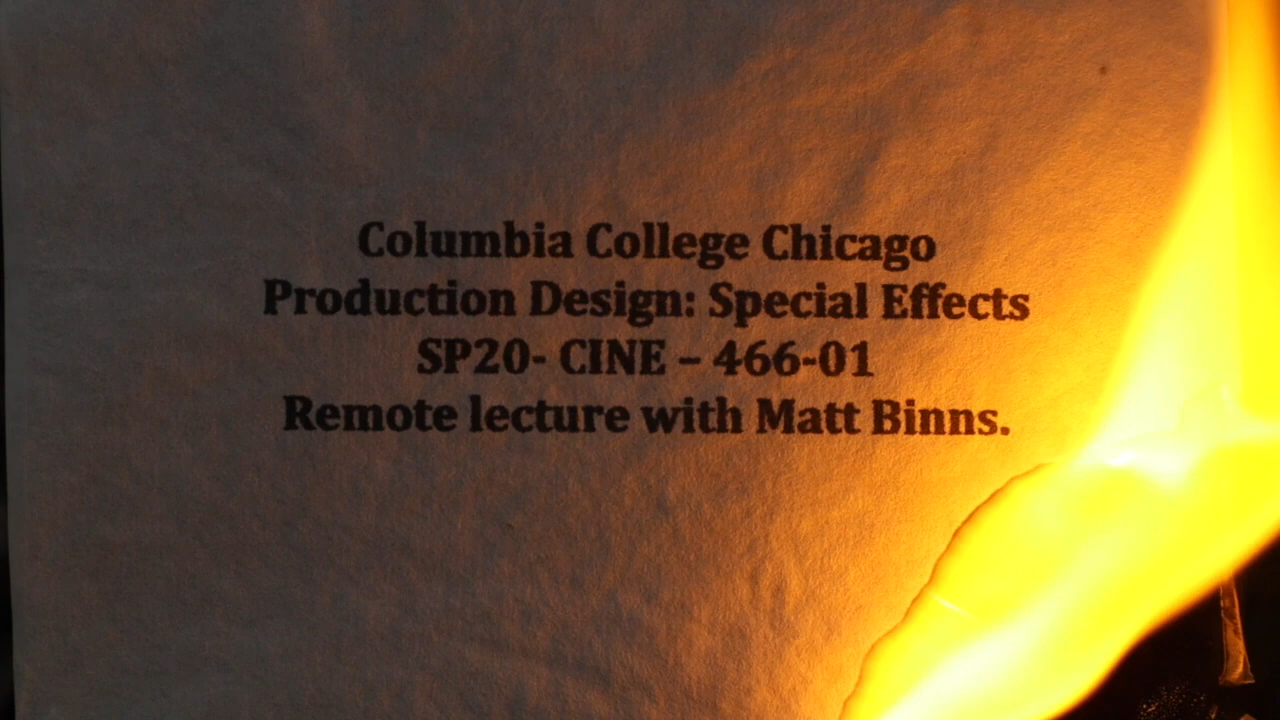 Columbia College Chicago
Production Design: Special Effects
SP20- CINE – 466-01
Remote lecture with Matt Binns.